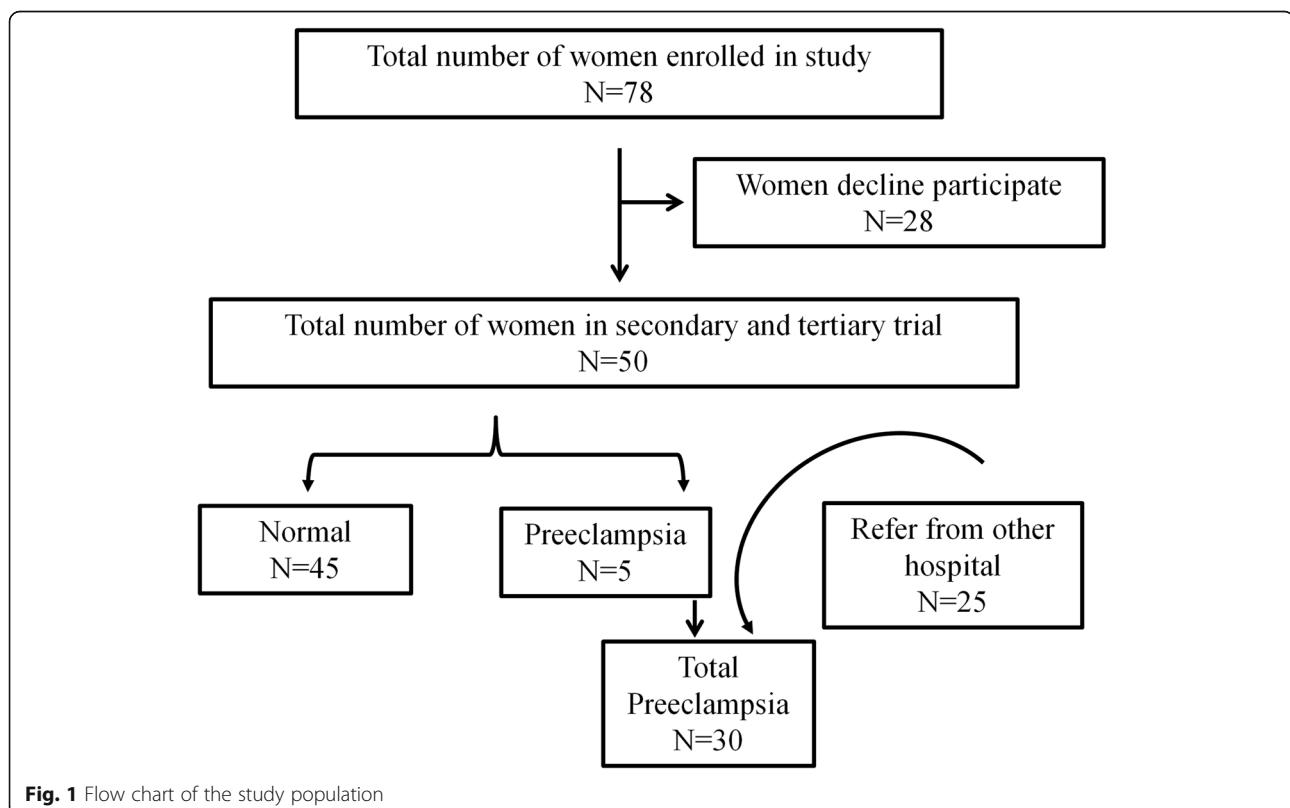 Total number of women enrolled in study
N=78
Women decline participate
N=28
Total number of women in secondary and tertiary trial
N=50
Normal
N=45
Preeclampsia
N=5
Refer from other
hospital
N=25
Total
Preeclampsia
N=30
Fig. 1 Flow chart of the study population